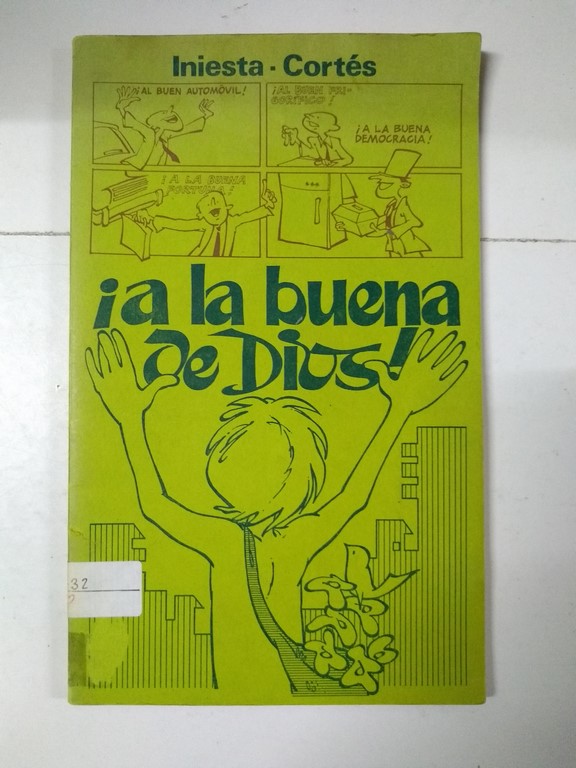 Iniesta - Cortés
¡AL BUEN AUTOMÓVIL!
¡AL BUEN FRI-
GORÍFICO!
¡A LA BUENA
DEMOCRACIA!
¡A LA BUENA
FORTUNA!
¡a la buena
de Dios!
32